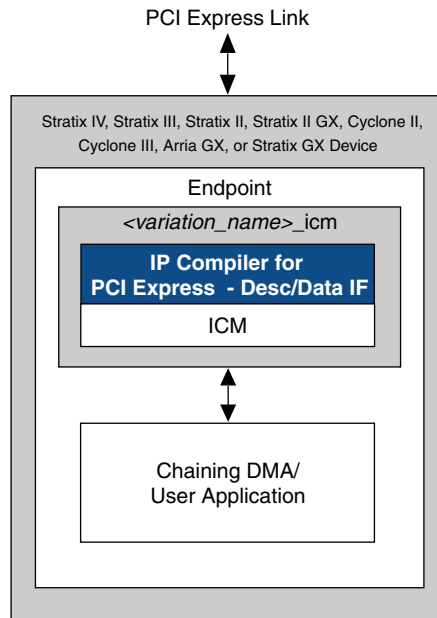 PCI Express Link
Stratix IV, Stratix III, Stratix II, Stratix II GX, Cyclone II,
Cyclone III, Arria GX, or Stratix GX Device
Endpoint
<variation_name>_icm
IP Compiler for
PCI Express - Desc/Data IF
ICM
Chaining DMA/
User Application